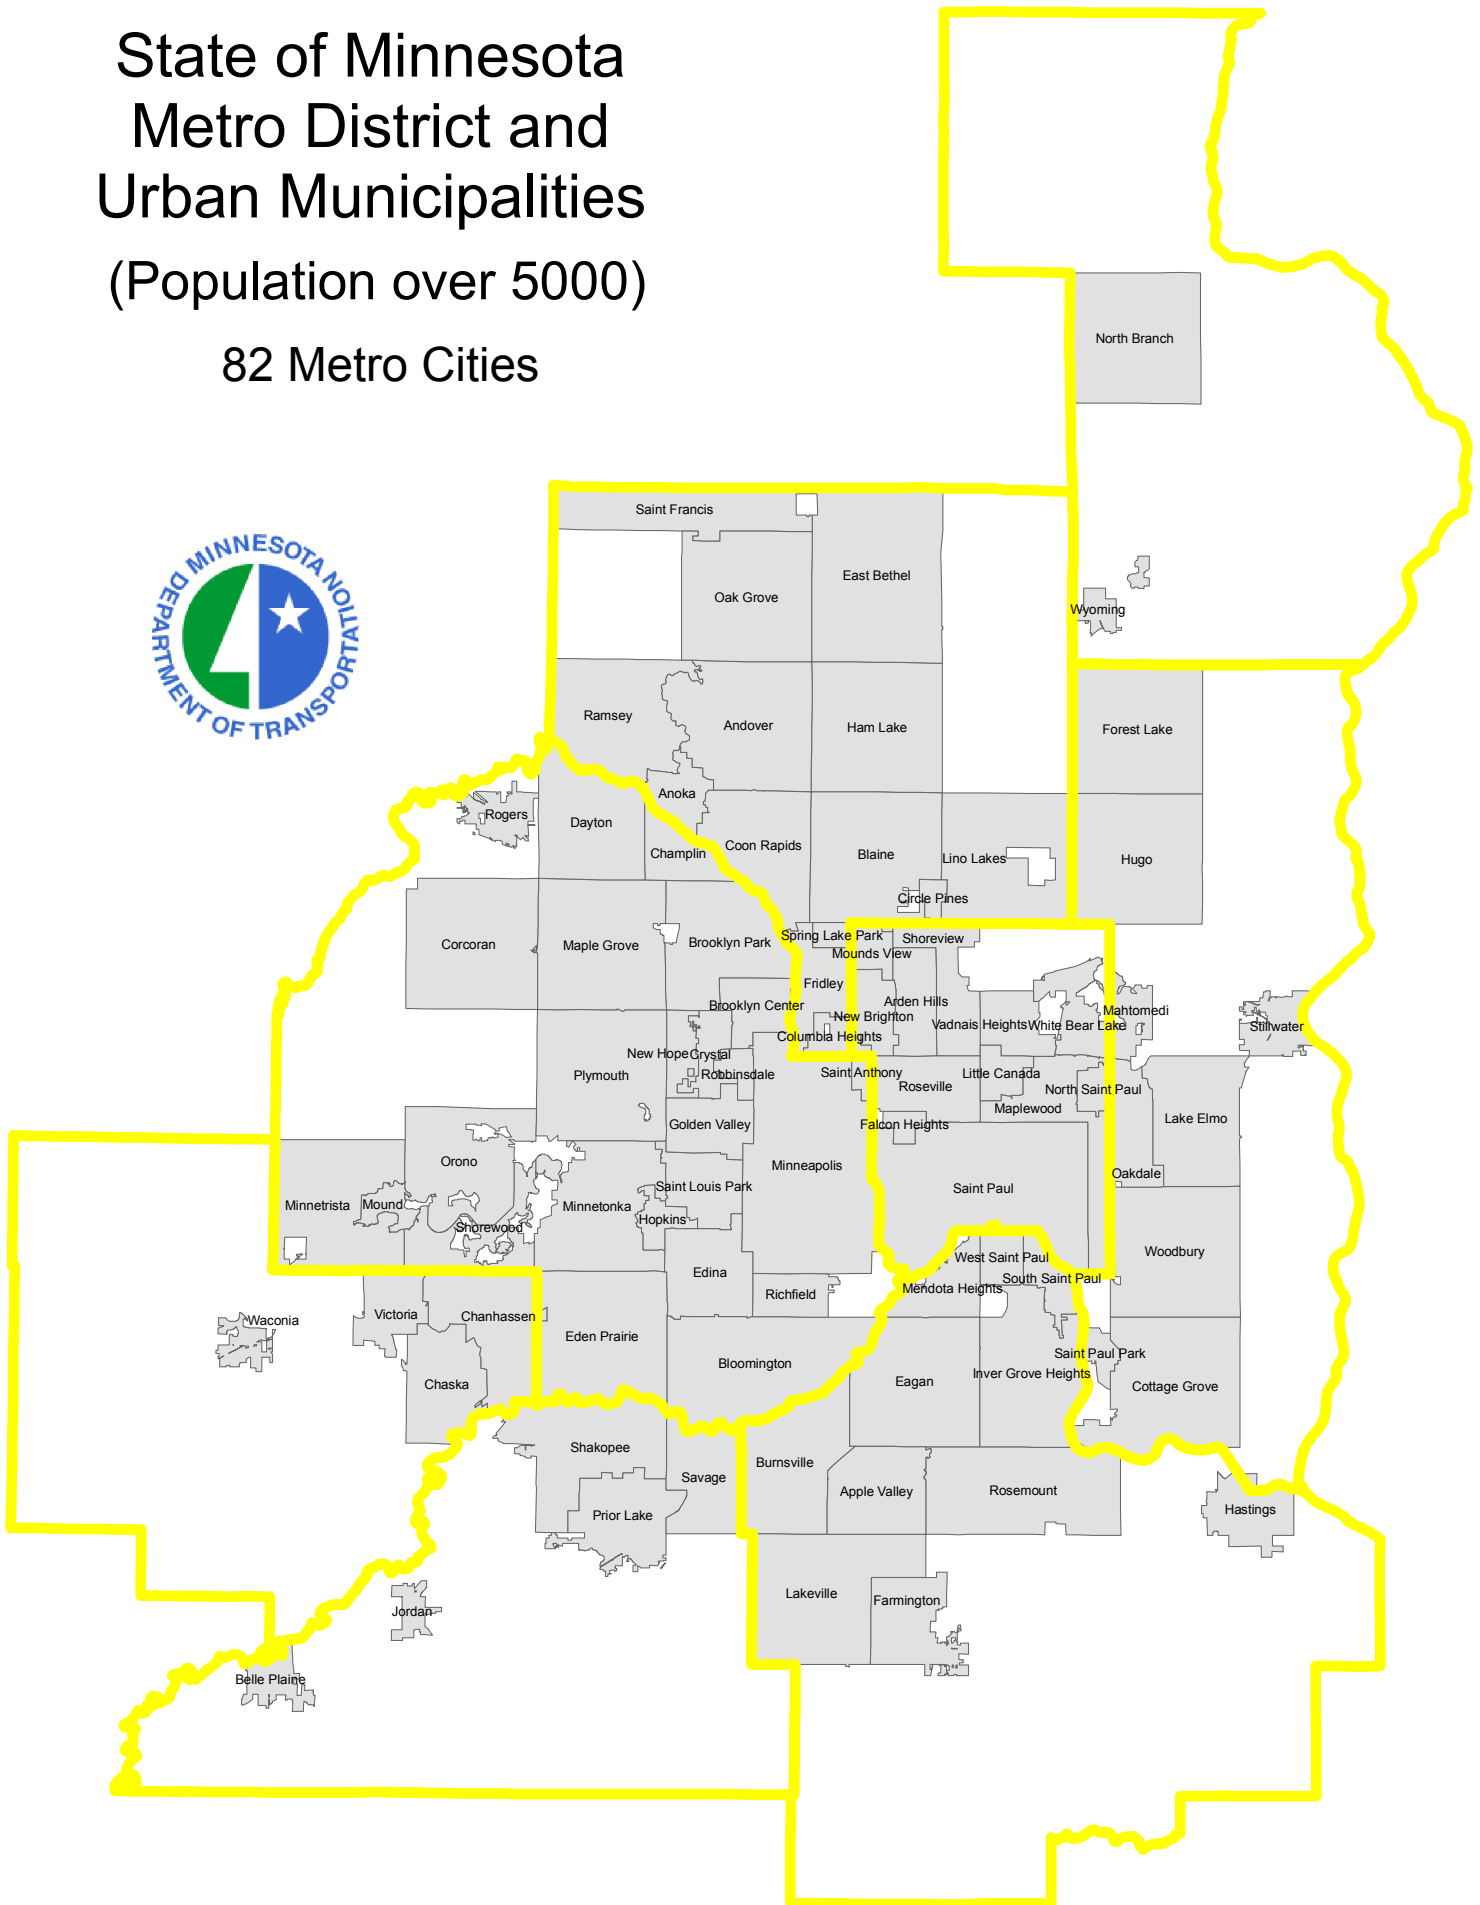 State of Minnesota
Metro District and
Urban Municipalities
(Population over 5000)
82 Metro Cities
North Branch
Saint Francis
East Bethel
MINNESOTA DEPARTMENT OF TRANSPORTATION
Oak Grove
Wyoming
Ramsey
Andover
Ham Lake
Forest Lake
Anoka
Rogers
Dayton
Coon Rapids
Champlin
Blaine
Lino Lakes
Hugo
Circle Pines
Corcoran
Maple Grove
Brooklyn Park
Spring Lake Park
Shoreview
Mounds View
Fridley
Arden Hills
Brooklyn Center
New Brighton
Mahtomedi
Vadnais Heights
White Bear Lake
Stillwater
Columbia Heights
New Hope
Crystal
Plymouth
Robbinsdale
Saint Anthony
Roseville
Little Canada
North Saint Paul
Maplewood
Golden Valley
Falcon Heights
Lake Elmo
Orono
Minneapolis
Oakdale
Saint Louis Park
Saint Paul
Minnetrista
Mound
Minnetonka
Hopkins
Shorewood
Woodbury
West Saint Paul
Edina
South Saint Paul
Mendota Heights
Richfield
Waconia
Victoria
Chanhassen
Eden Prairie
Saint Paul Park
Bloomington
Inver Grove Heights
Chaska
Eagan
Cottage Grove
Shakopee
Burnsville
Savage
Apple Valley
Rosemount
Prior Lake
Hastings
Lakeville
Farmington
Jordan
Belle Plaine